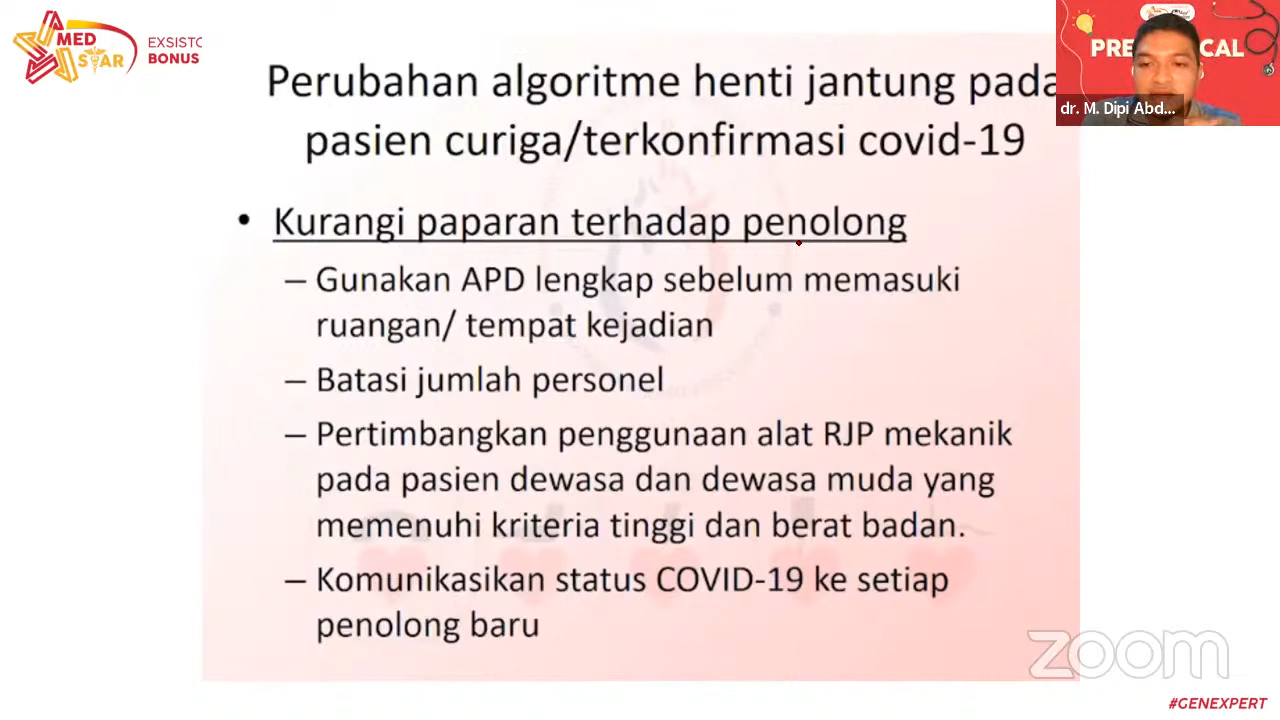 MED
STAR
EXSISTO
BONUS
PRE
CAL
dr. M. Dipi Abd...
Perubahan algoritme henti jantung pada
pasien curiga/terkonfirmasi covid-19
• Kurangi paparan terhadap penolong
– Gunakan APD lengkap sebelum memasuki
ruangan/ tempat kejadian
– Batasi jumlah personel
– Pertimbangkan penggunaan alat RJP mekanik
pada pasien dewasa dan dewasa muda yang
memenuhi kriteria tinggi dan berat badan.
– Komunikasikan status COVID-19 ke setiap
penolong baru
zoom
#GENEXPERT